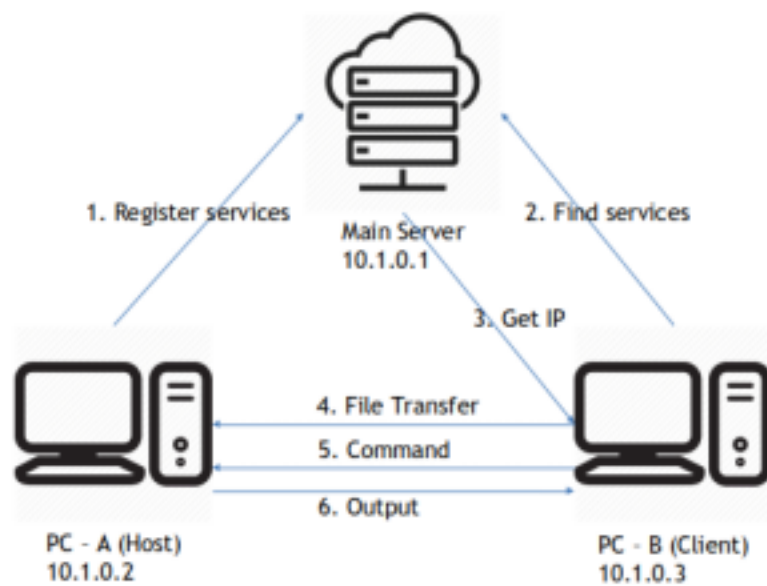 1. Register services
2. Find services
Main Server
10.1.0.1
3. Get IP
4. File Transfer
5. Command
6. Output
PC - A (Host)
10.1.0.2
PC - B (Client)
10.1.0.3